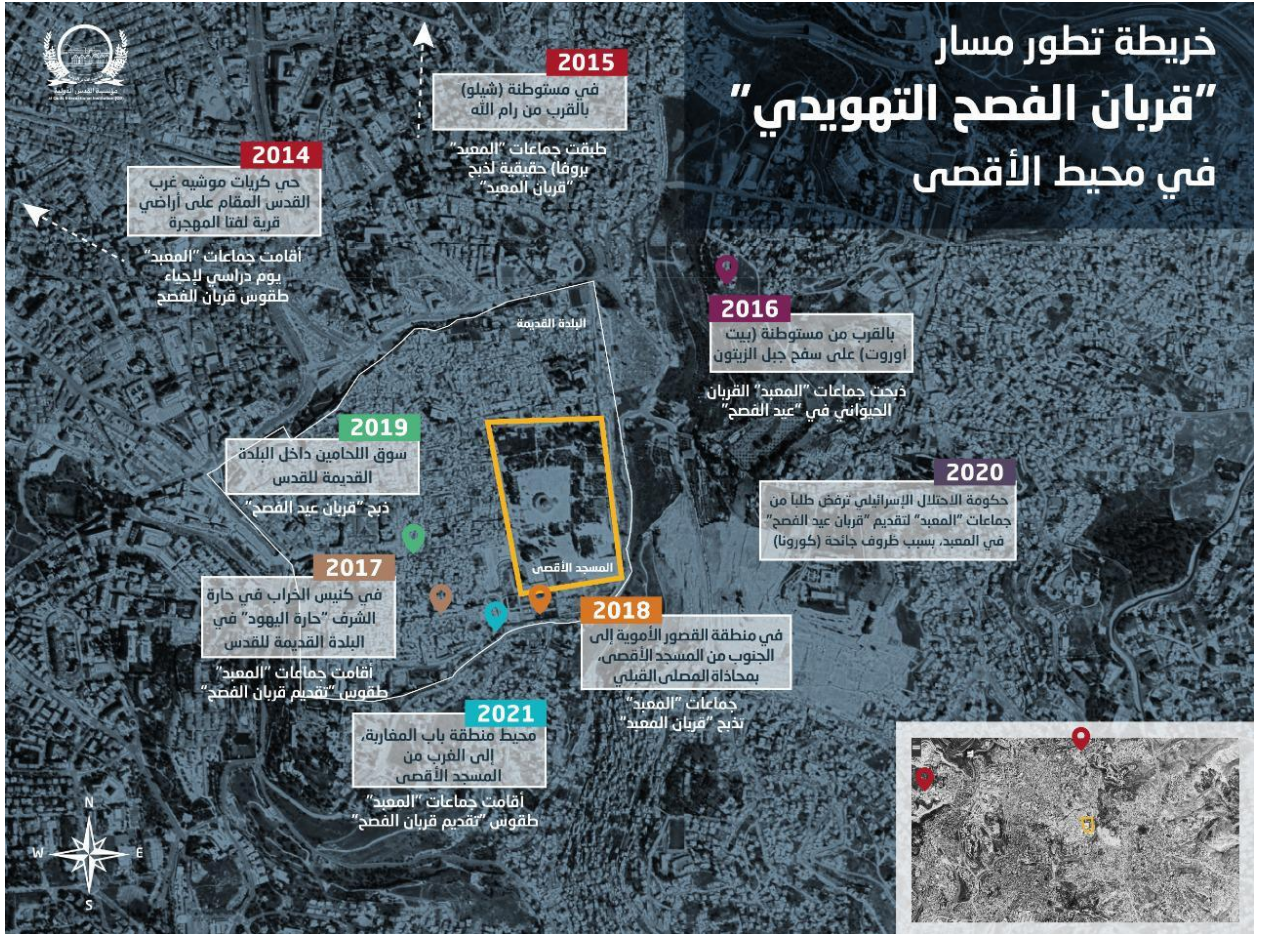 خريطة تطور مسار
"قربان الفصح التهويدي"
في محيط الأقصى
مؤسسة القدس الدولية
2014
حي كريات موشيه غرب
القدس المقام على أراضي
قرية لفتا المهجرة
أقامت جماعات "المعبد"
يوم دراسي لإحياء
طقوس قربان الفصح
2015
في مستوطنة (شيلو)
بالقرب من رام الله
طبقت جماعات "المعبد"
بروفا) حقيقية لذبح
"قربان المعبد"
2016
بالقرب من مستوطنة (بيت
أوروت) على سفح جبل الزيتون
ذبحت جماعات "المعبد" القربان
الحيواني في "عيد الفصح"
البلدة القديمة
2019
سوق اللحامين داخل البلدة
القديمة للقدس
ذبح "قربان عيد الفصح"
2020
حكومة الاحتلال الإسرائيلي ترفض طلباً من
جماعات "المعبد" لتقديم "قربان عيد الفصح"
في المعبد، بسبب ظروف جائحة (كورونا)
المسجد الأقصى
2017
في كنيس الخراب في حارة
الشرف "حارة اليهود" في
البلدة القديمة للقدس
أقامت جماعات "المعبد"
طقوس "تقديم قربان الفصح"
2018
في منطقة القصور الأموية إلى
الجنوب من المسجد الأقصى،
بمحاذاة المصلى القبلي
جماعات "المعبد"
تذبح "قربان المعبد"
2021
محيط منطقة باب المغاربة،
إلى الغرب من
المسجد الأقصى
أقامت جماعات "المعبد"
طقوس "تقديم قربان الفصح"
N
W
E
S